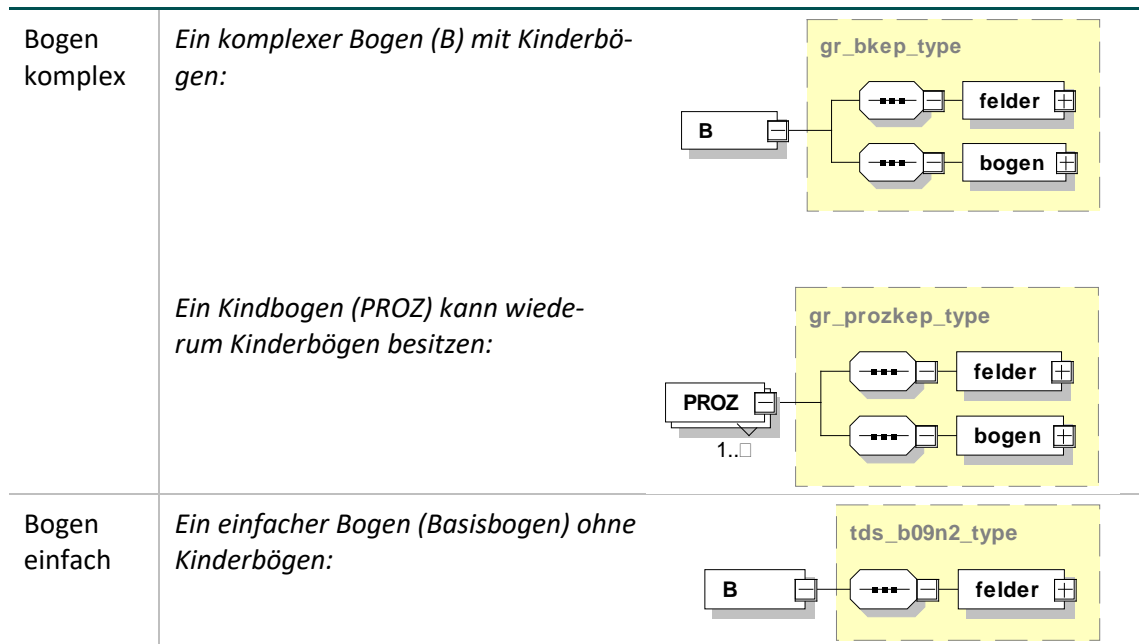 Bogen komplex
Ein komplexer Bogen (B) mit Kinderbö-
gen:
gr_bkep_type
felder
B
bogen
Ein Kindbogen (PROZ) kann wiede-
rum Kinderbögen besitzen:
gr_prozkep_type
felder
PROZ
bogen
1..□
Bogen einfach
Ein einfacher Bogen (Basisbogen) ohne
Kinderbögen:
tds_b09n2_type
B
felder